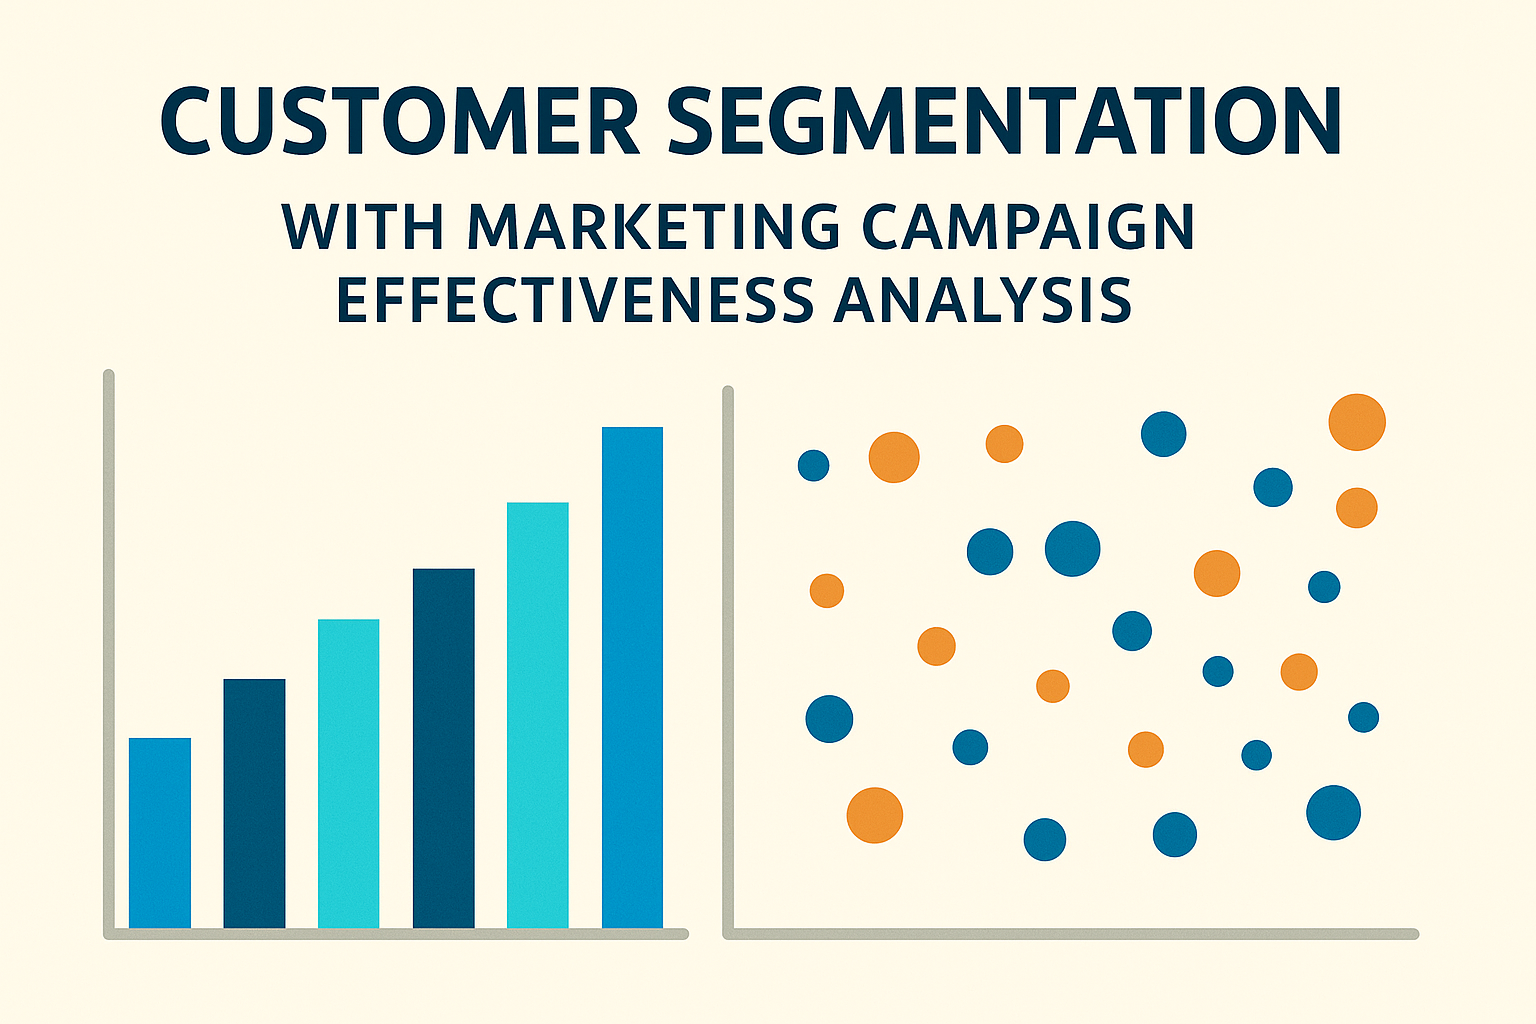 CUSTOMER SEGMENTATION
WITH MARKETING CAMPAIGN
EFFECTIVENESS ANALYSIS